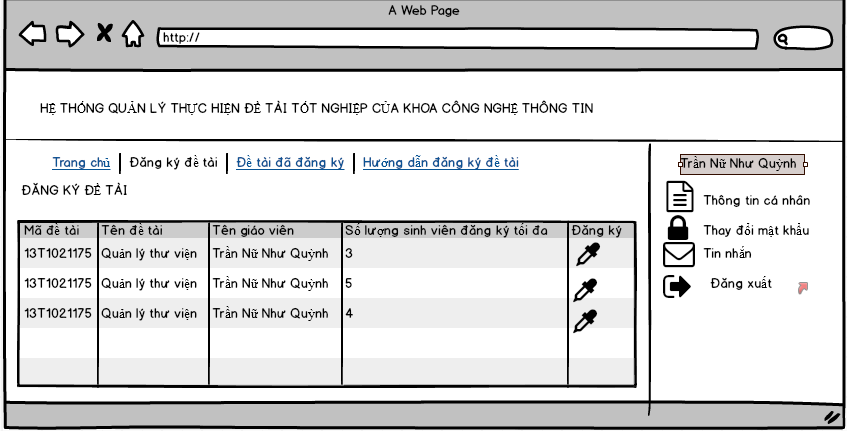 A Web Page
http://
HỆ THỐNG QUẢN LÝ THỰC HIỆN ĐỀ TÀI TỐT NGHIỆP CỦA KHOA CÔNG NGHỆ THÔNG TIN
Trang chủ Đăng ký đề tài Đề tài đã đăng ký Hướng dẫn đăng ký đề tài
ĐĂNG KÝ ĐỀ TÀI
Mã đề tài Tên đề tài Tên giáo viên Số lượng sinh viên đăng ký tối đa Đăng ký
13T1021175 Quản lý thư viện Trần Nữ Như Quỳnh 3
13T1021175 Quản lý thư viện Trần Nữ Như Quỳnh 5
13T1021175 Quản lý thư viện Trần Nữ Như Quỳnh 4
Trần Nữ Như Quỳnh
Thông tin cá nhân
Thay đổi mật khẩu
Tin nhắn
Đăng xuất